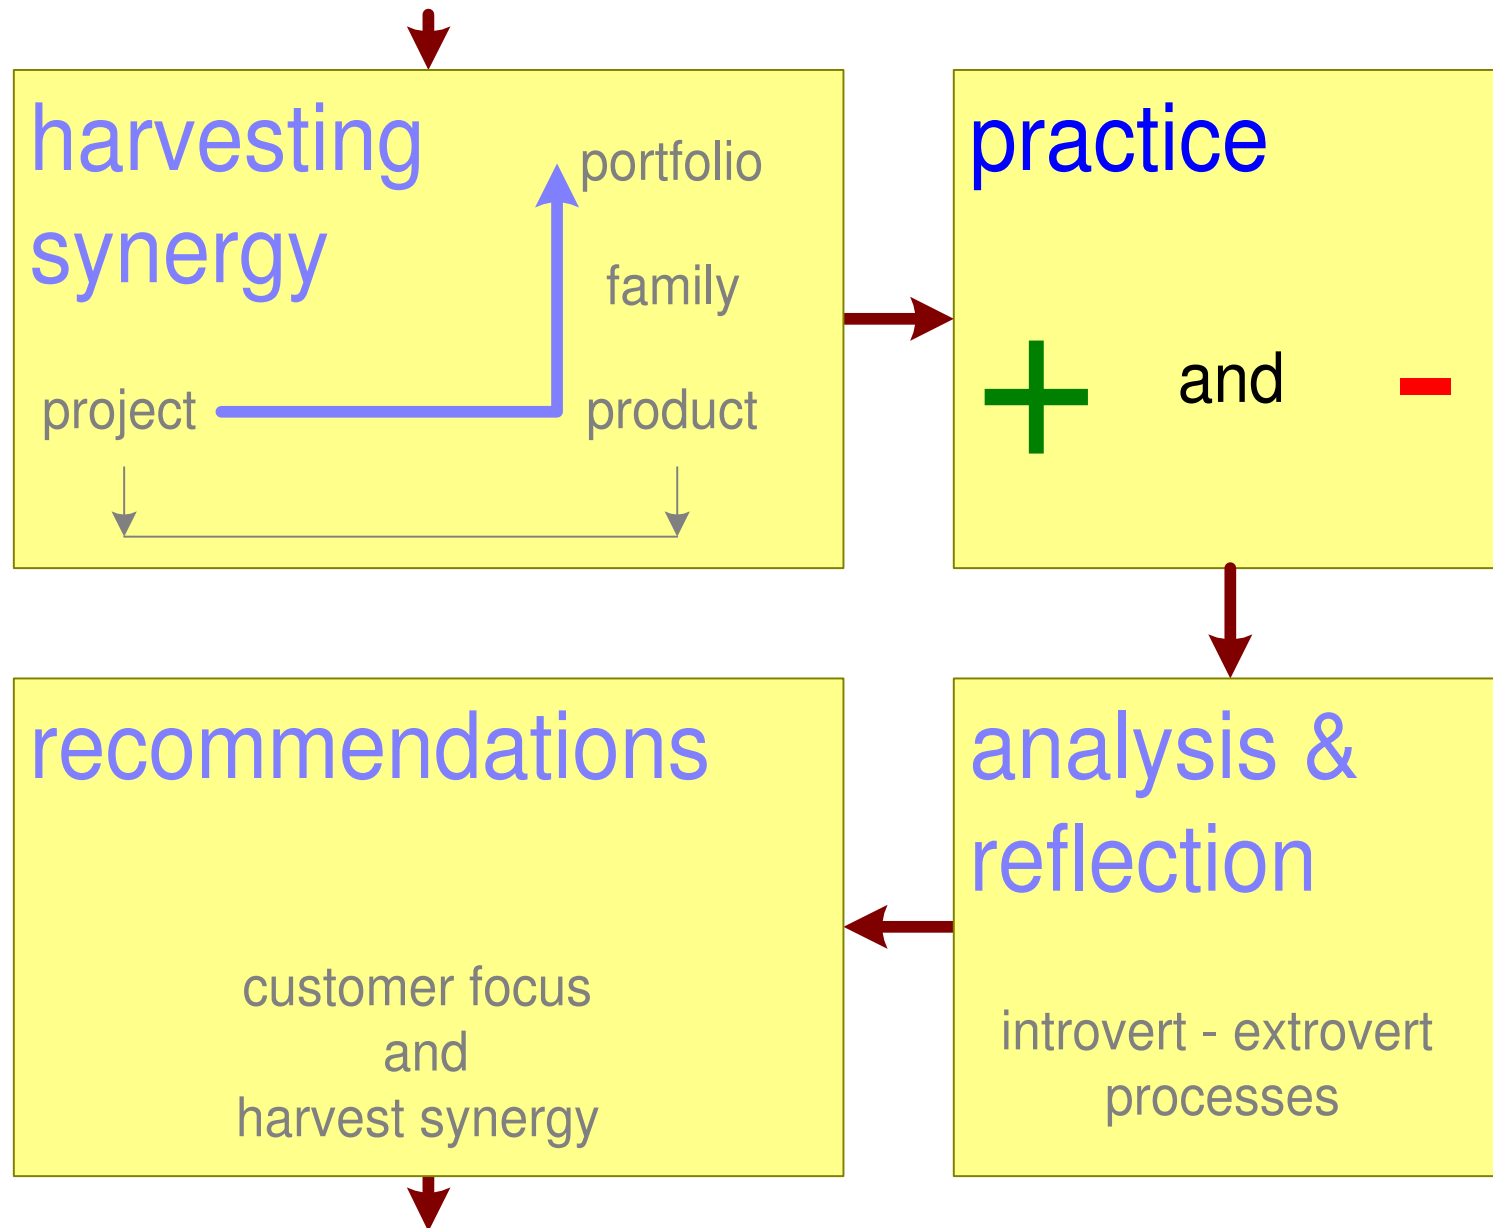 harvesting
synergy
portfolio
family
project
product
practice
+ and -
analysis &
reflection
introvert - extrovert
processes
recommendations
customer focus
and
harvest synergy